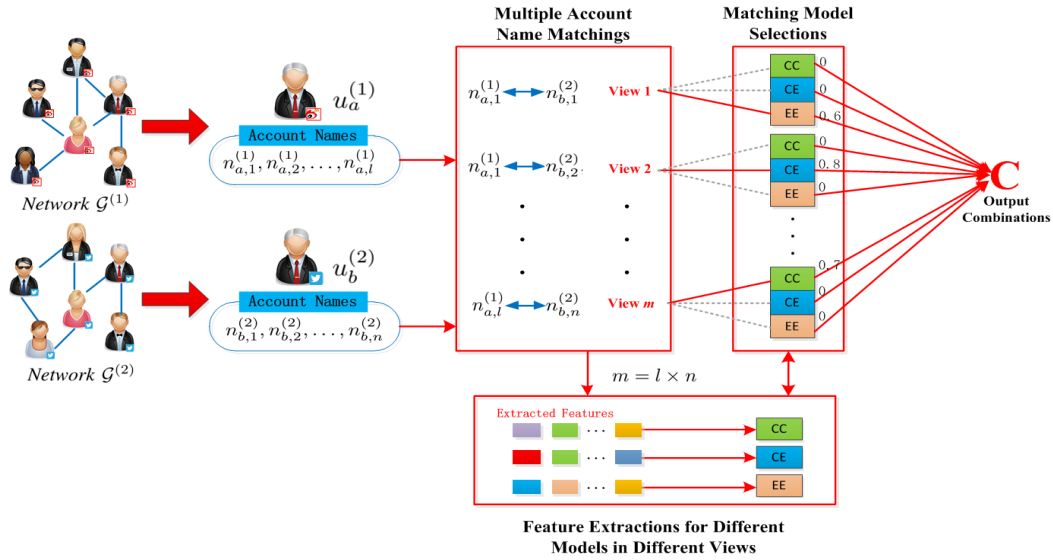 Multiple Account
Name Matchings
Matching Model
Selections
u_a^{(1)}
Account Names
n_{a,1}^{(1)}, n_{a,2}^{(1)}, . . . , n_{a,l}^{(1)}
Network G^{(1)}
u_b^{(2)}
Account Names
n_{b,1}^{(2)}, n_{b,2}^{(2)}, . . . , n_{b,n}^{(2)}
Network G^{(2)}
n_{a,1}^{(1)} n_{b,1}^{(2)} View 1
n_{a,1}^{(1)} n_{b,2}^{(2)} View 2
n_{a,l}^{(1)} n_{b,n}^{(2)} View m
CC 0
CE 0
EE 0.6
CC 0
CE 0.8
EE 0
CC 0.7
CE 0
EE 0
C
Output
Combinations
m = l × n
Extracted Features
... CC
... CE
... EE
Feature Extractions for Different
Models in Different Views